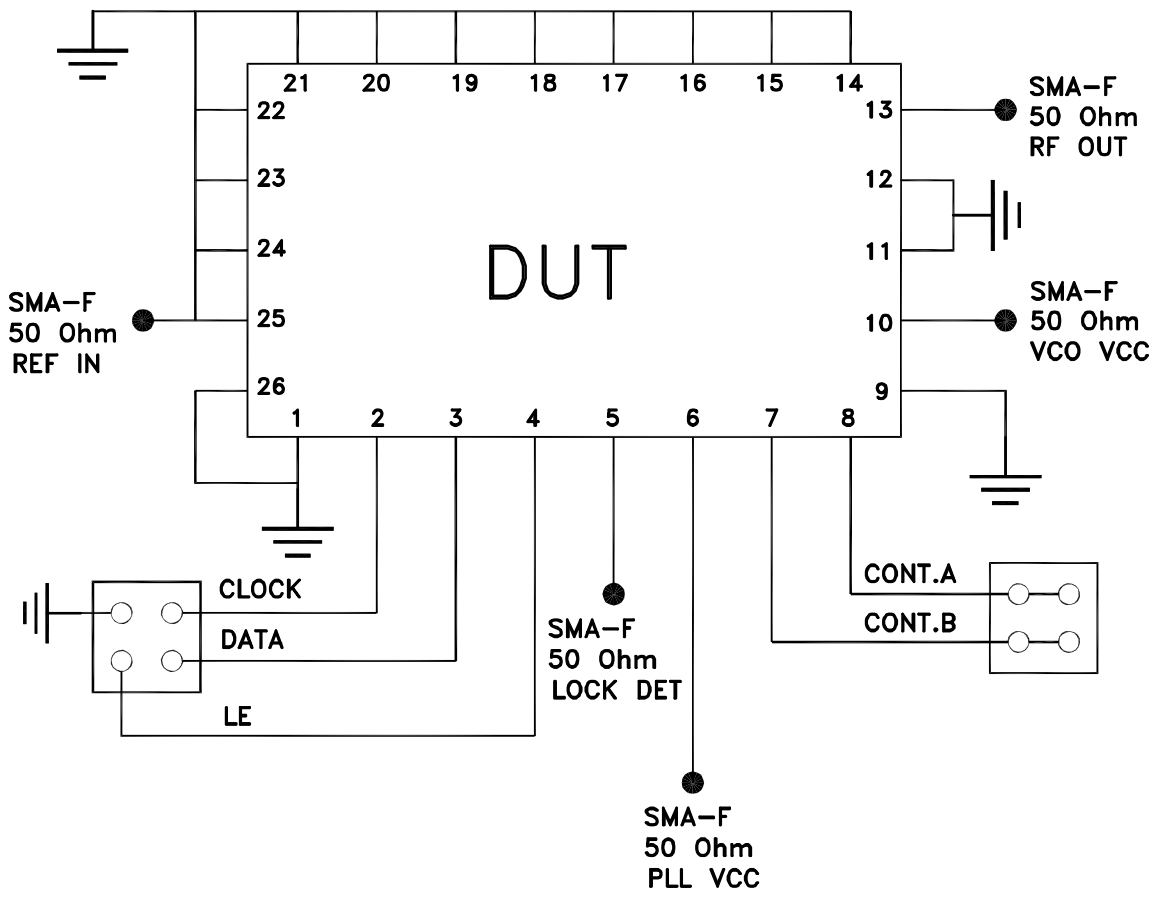 21 20 19 18 17 16 15 14
22
23
24
25
26
13
12
11
10
9
DUT
1 2 3 4 5 6 7 8
SMA-F
50 Ohm
RF OUT
SMA-F
50 Ohm
VCO VCC
SMA-F
50 Ohm
REF IN
CLOCK
DATA
LE
SMA-F
50 Ohm
LOCK DET
SMA-F
50 Ohm
PLL VCC
CONT.A
CONT.B